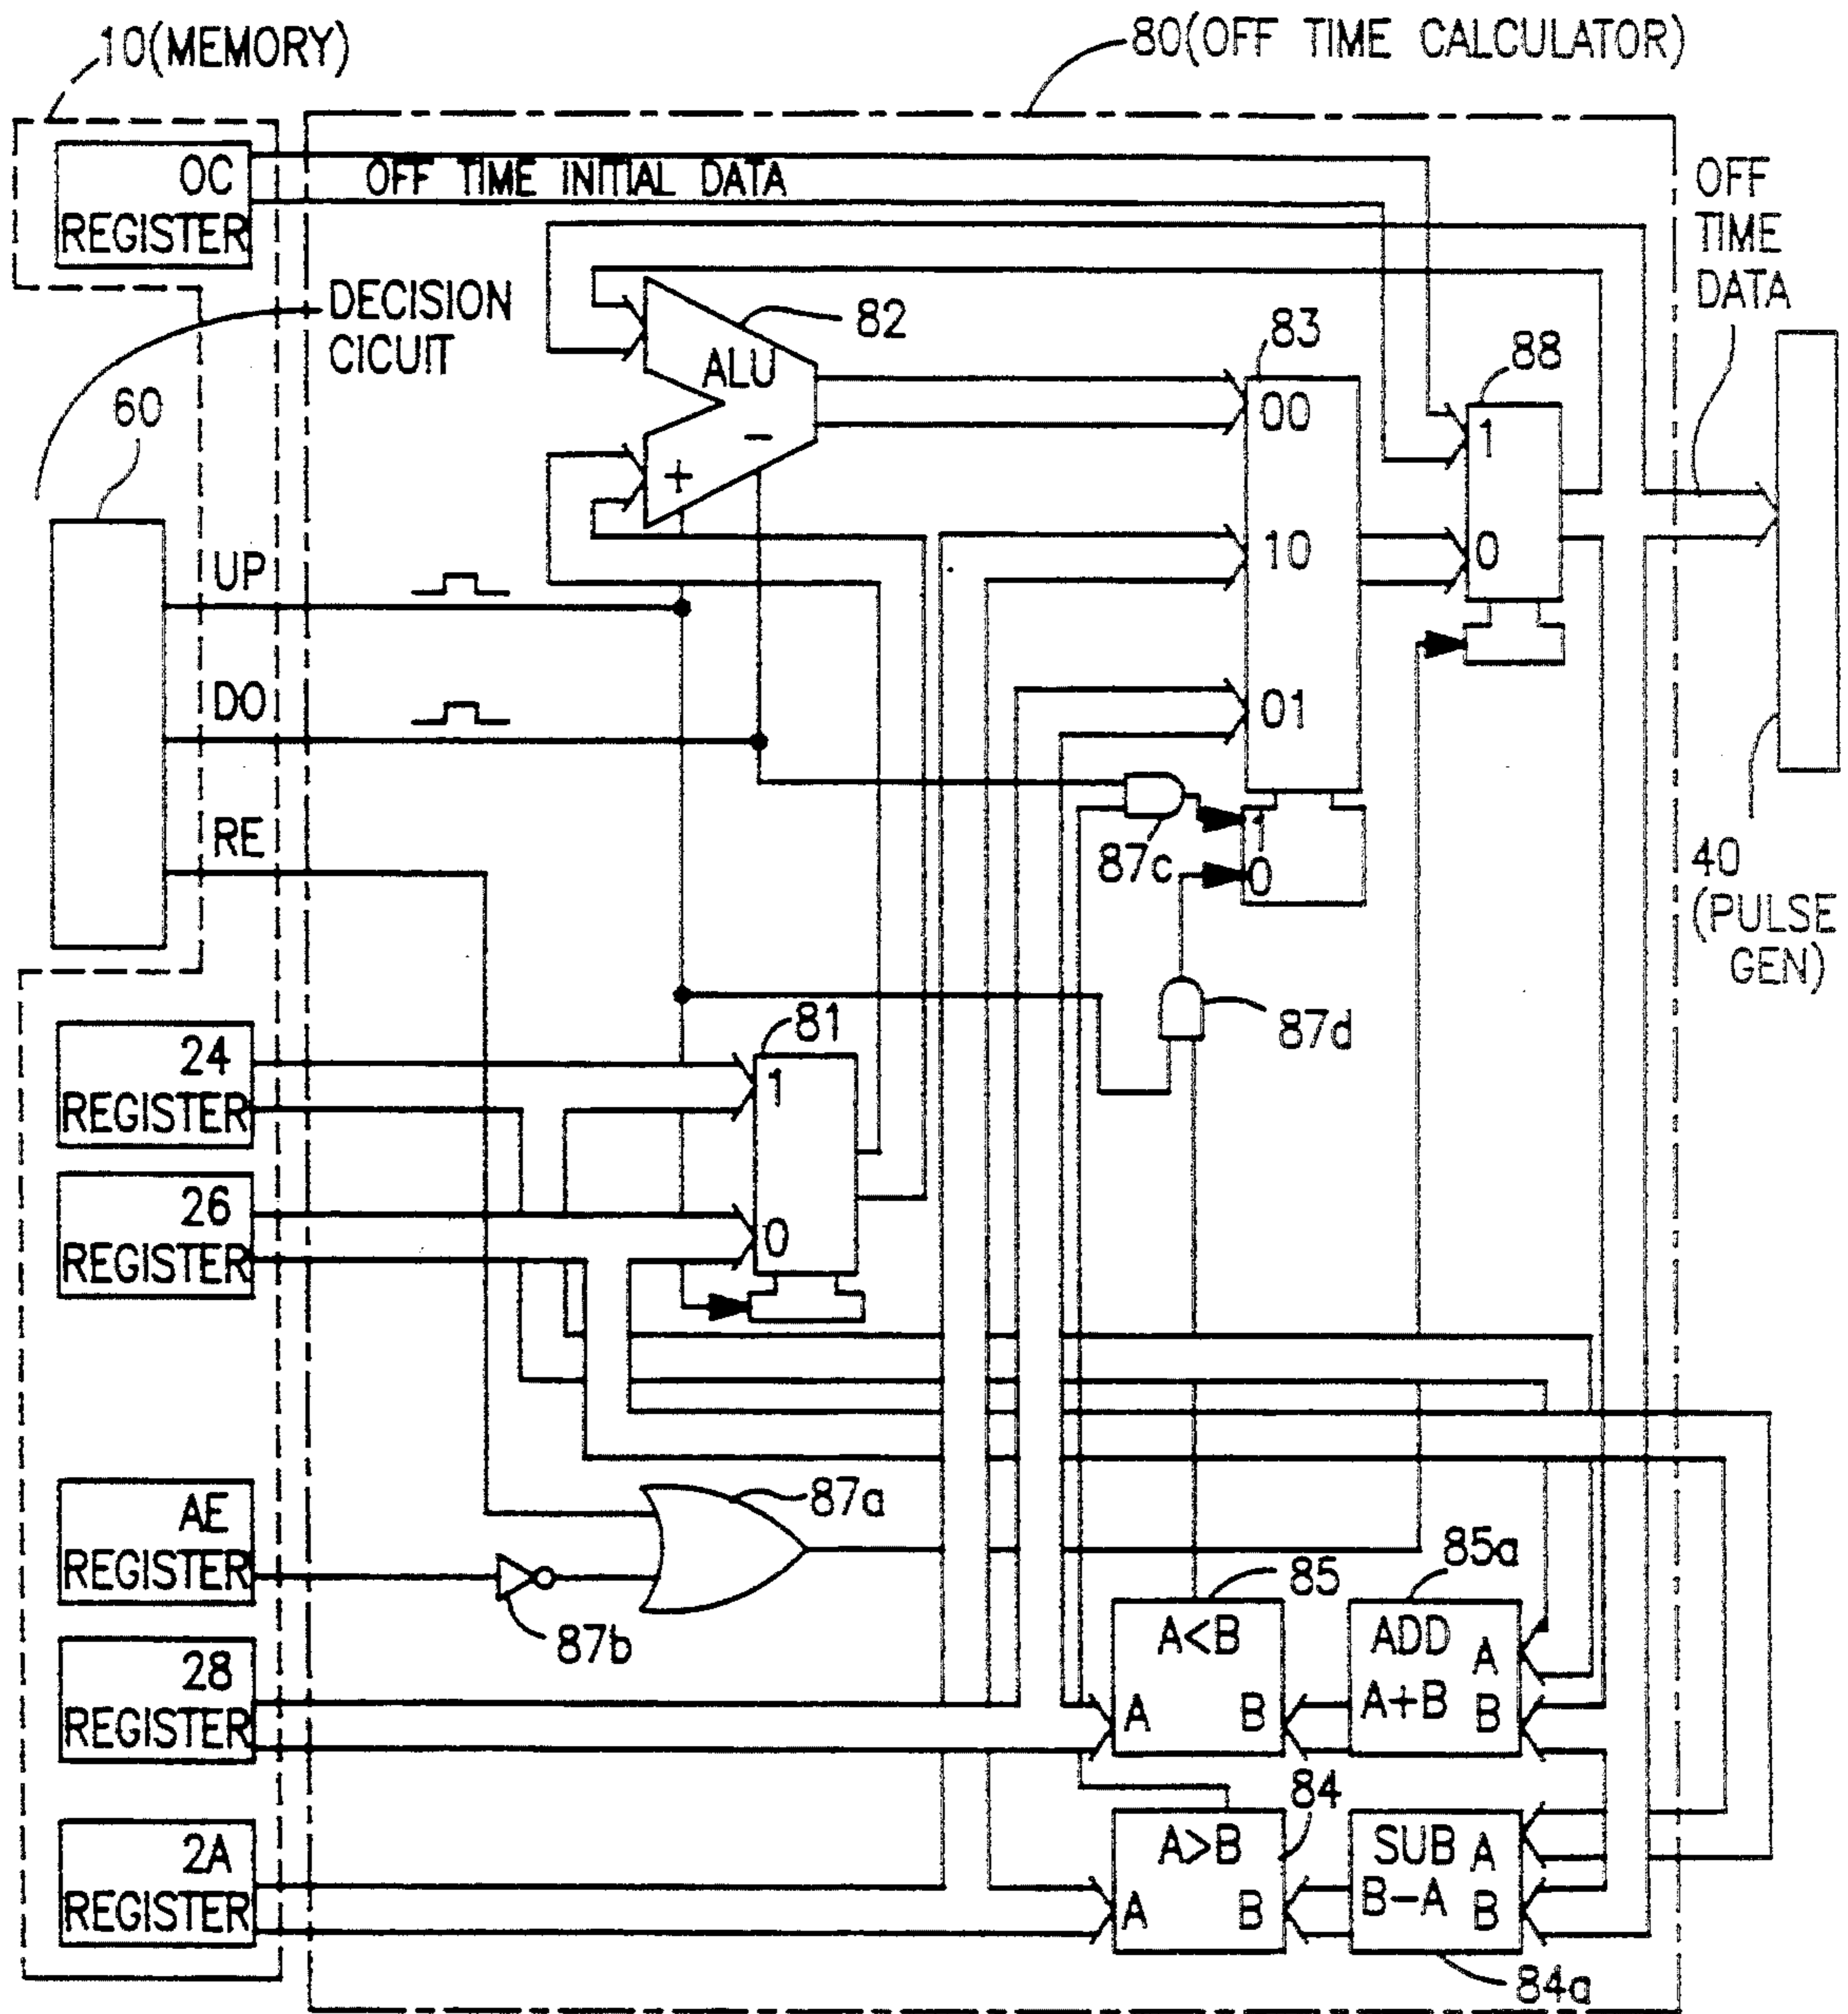 10(MEMORY)
80(OFF TIME CALCULATOR)
OC
REGISTER
OFF TIME INITIAL DATA
OFF
TIME
DATA
DECISION
CICUIT
82
ALU
-
+
83
00
10
01
1
0
88
1
0
60
UP
DO
RE
87c
87d
40
(PULSE
GEN)
24
REGISTER
81
1
0
26
REGISTER
AE
REGISTER
87a
87b
85
A<B
A
B
85a
ADD
A+B
A
B
28
REGISTER
84
A>B
A
B
SUB
B-A
A
B
84a
2A
REGISTER